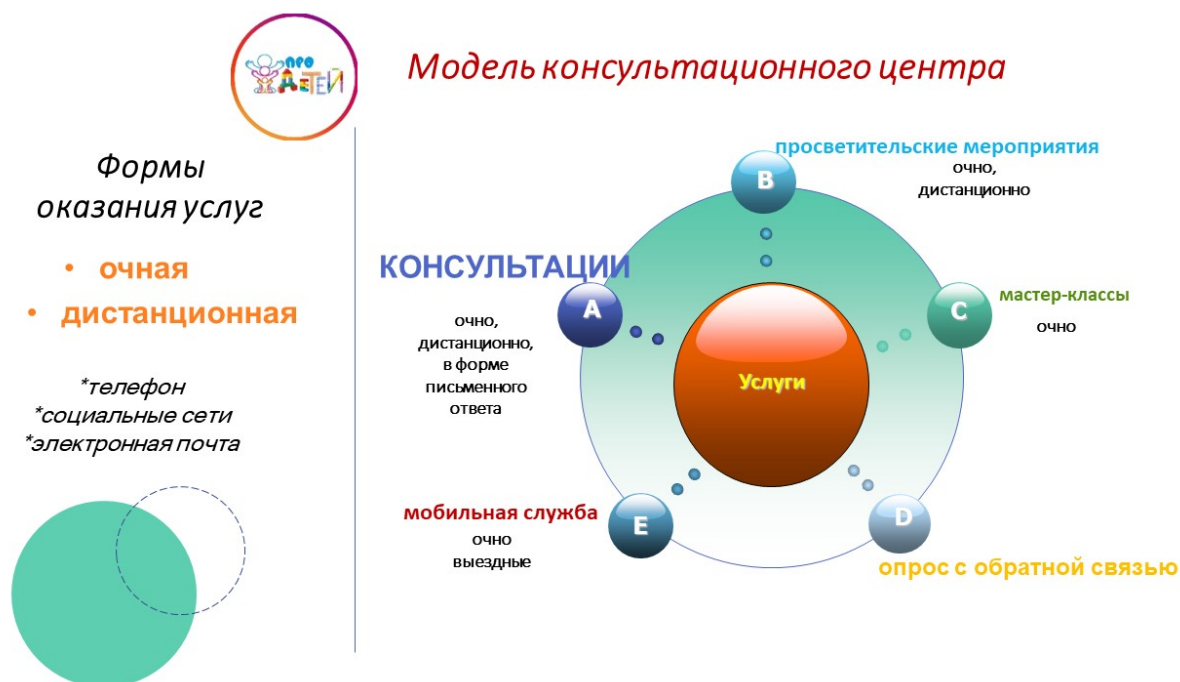 про
детей
Модель консультационного центра
Формы
оказания услуг
• очная
• дистанционная
*телефон
*социальные сети
*электронная почта
просветительские мероприятия
очно,
дистанционно
B
КОНСУЛЬТАЦИИ
A
очно,
дистанционно,
в форме
письменного
ответа
мастер-классы
C
очно
Услуги
мобильная служба
E
очно
выездные
D
опрос с обратной связью